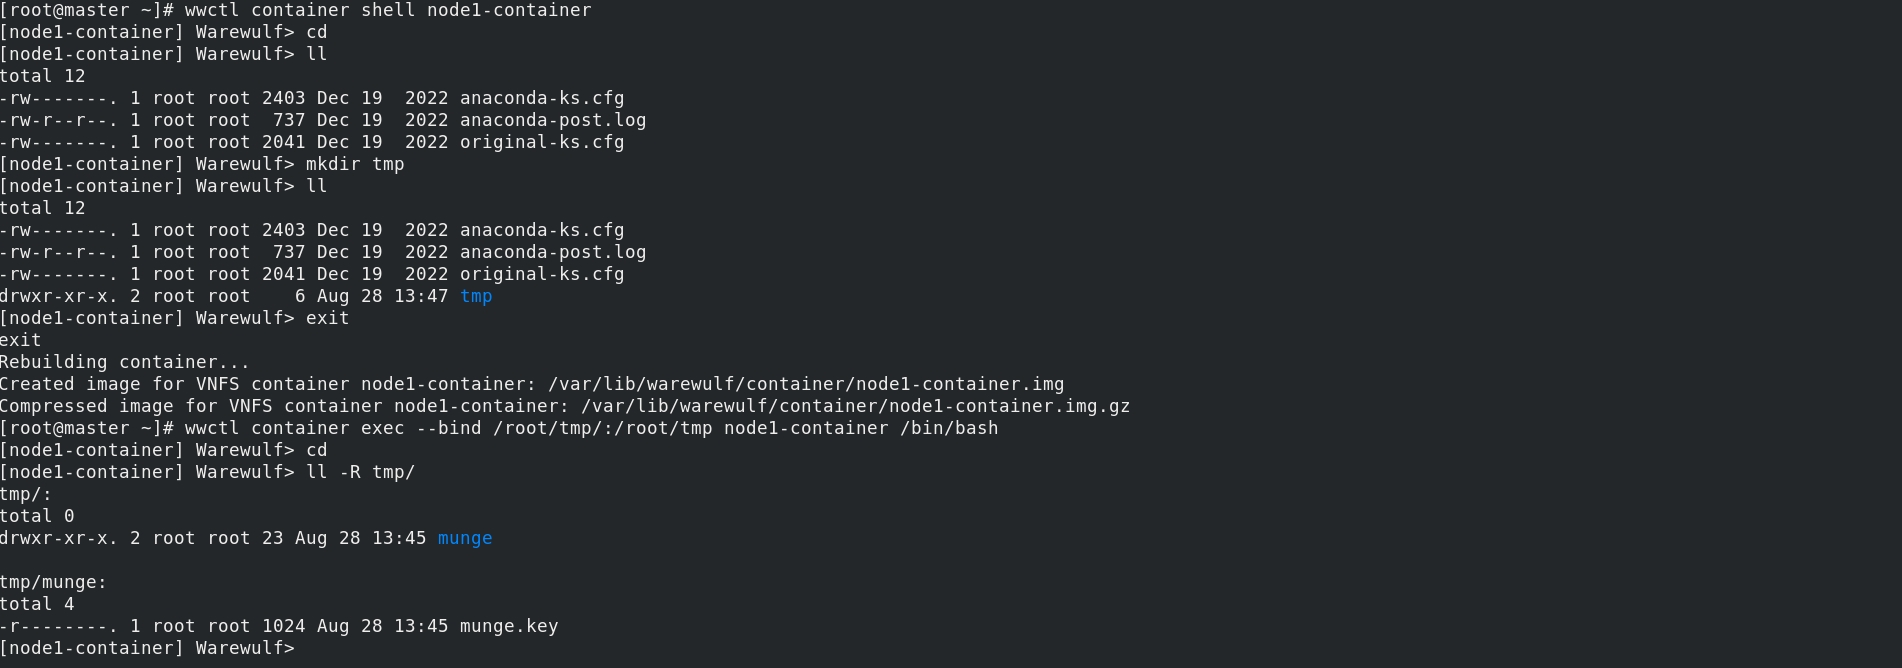 [root@master ~]# wwctl container shell node1-container
[node1-container] Warewulf> cd
[node1-container] Warewulf> ll
total 12
-rw-------. 1 root root 2403 Dec 19  2022 anaconda-ks.cfg
-rw-r--r--. 1 root root  737 Dec 19  2022 anaconda-post.log
-rw-------. 1 root root 2041 Dec 19  2022 original-ks.cfg
[node1-container] Warewulf> mkdir tmp
[node1-container] Warewulf> ll
total 12
-rw-------. 1 root root 2403 Dec 19  2022 anaconda-ks.cfg
-rw-r--r--. 1 root root  737 Dec 19  2022 anaconda-post.log
-rw-------. 1 root root 2041 Dec 19  2022 original-ks.cfg
drwxr-xr-x. 2 root root    6 Aug 28 13:47 tmp
[node1-container] Warewulf> exit
exit
Rebuilding container...
Created image for VNFS container node1-container: /var/lib/warewulf/container/node1-container.img
Compressed image for VNFS container node1-container: /var/lib/warewulf/container/node1-container.img.gz
[root@master ~]# wwctl container exec --bind /root/tmp/:/root/tmp node1-container /bin/bash
[node1-container] Warewulf> cd
[node1-container] Warewulf> ll -R tmp/
tmp/:
total 0
drwxr-xr-x. 2 root root 23 Aug 28 13:45 munge

tmp/munge:
total 4
-r--------. 1 root root 1024 Aug 28 13:45 munge.key
[node1-container] Warewulf>